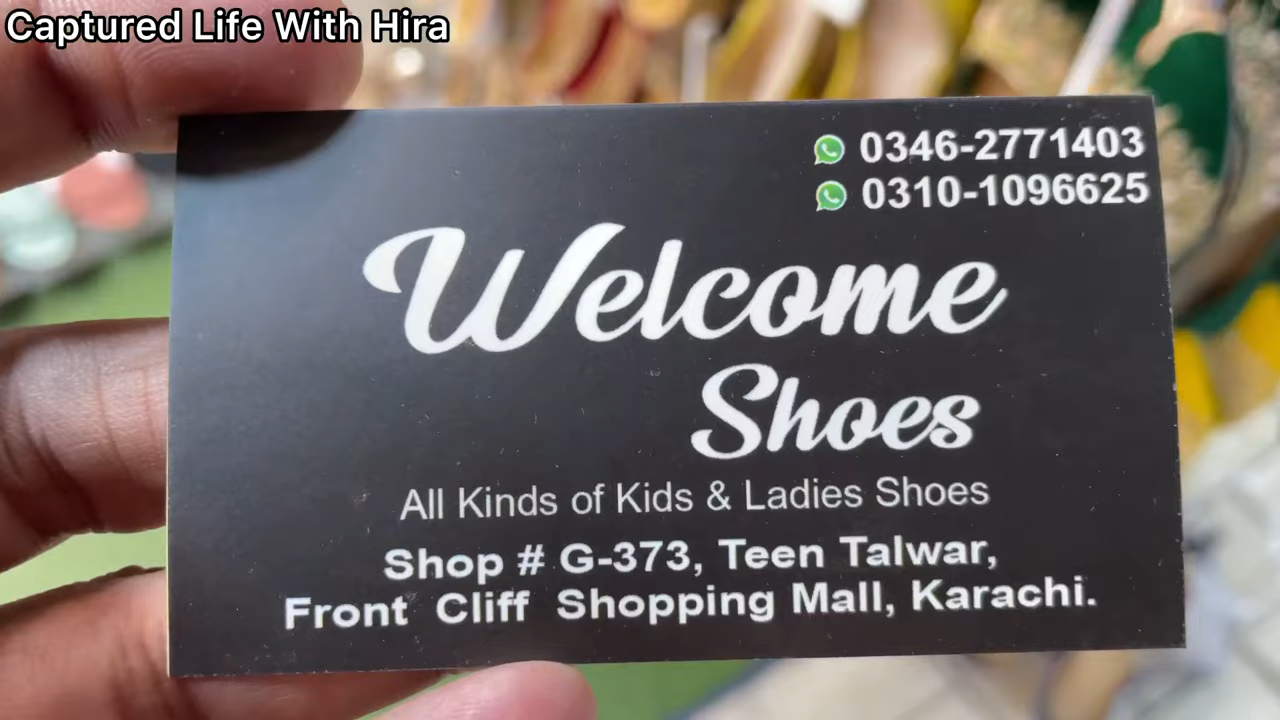 Captured Life With Hira
0346-2771403
0310-1096625
Welcome
Shoes
All Kinds of Kids & Ladies Shoes
Shop # G-373, Teen Talwar,
Front Cliff Shopping Mall, Karachi.